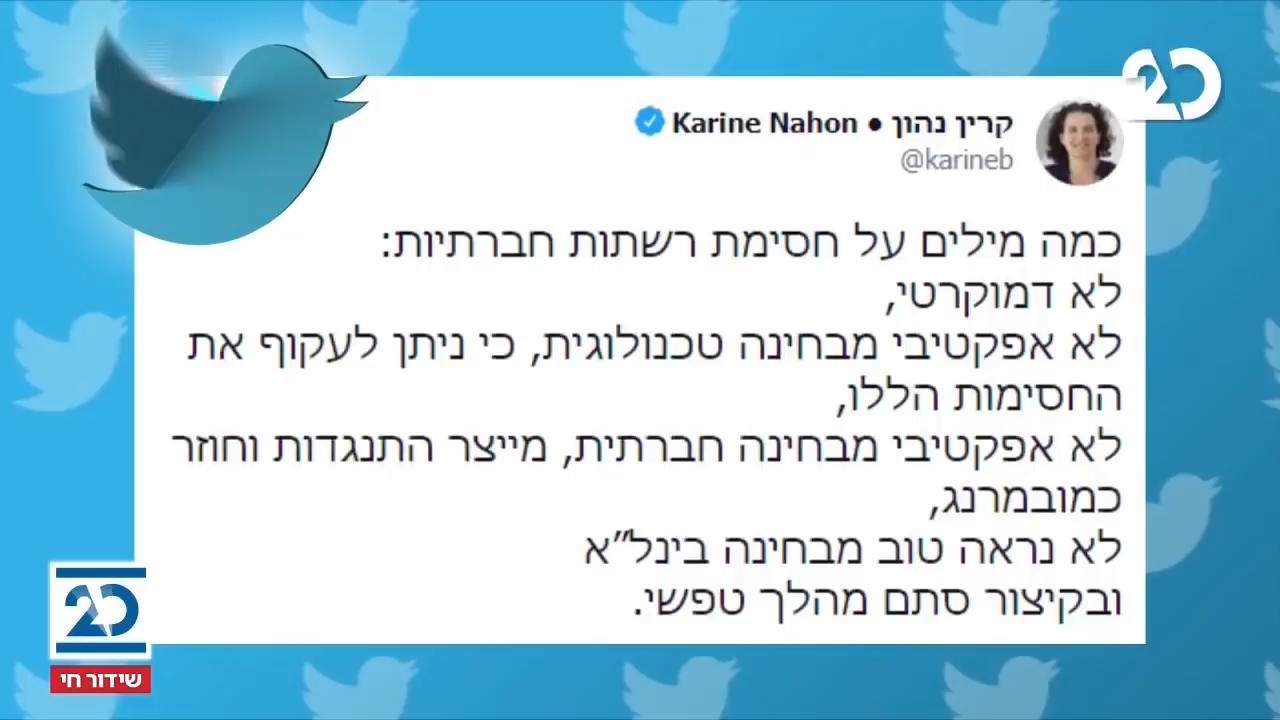 20
קרין נהון • Karine Nahon
@karineb
כמה מילים על חסימת רשתות חברתיות:
לא דמוקרטי,
לא אפקטיבי מבחינה טכנולוגית, כי ניתן לעקוף את
החסימות הללו,
לא אפקטיבי מבחינה חברתית, מייצר התנגדות וחוזר
כמובמרנג,
לא נראה טוב מבחינה בינל”א
ובקיצור סתם מהלך טפשי.
20
שידור חי